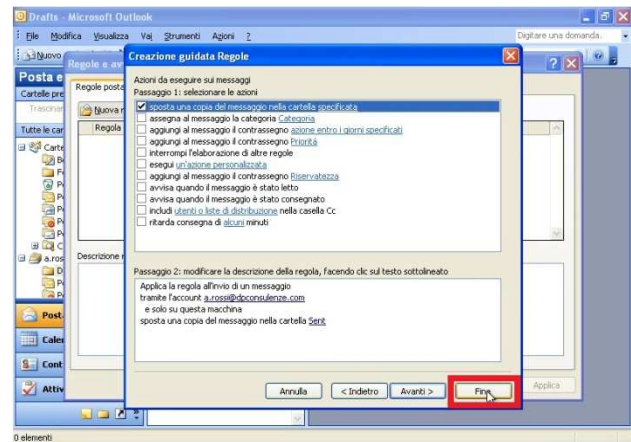 Drafts - Microsoft Outlook
File Modifica Visualizza Vai Strumenti Azioni ?
Digitare una domanda.
Nuovo
Posta e
Cartelle pre
Tutte le car
Carte
a.ros
Post
Cale
Cont
Attiv
0 elementi
Regole e av
Regole posta
Nuova r
Regola
Descrizione r
Applica
Creazione guidata Regole
Azioni da eseguire sui messaggi
Passaggio 1: selezionare le azioni
sposta una copia del messaggio nella cartella specificata
assegna al messaggio la categoria Categoria
aggiungi al messaggio il contrassegno azione entro i giorni specificati
aggiungi al messaggio il contrassegno Priorità
interrompi l'elaborazione di altre regole
esegui un'azione personalizzata
aggiungi al messaggio il contrassegno Riservatezza
avvisa quando il messaggio è stato letto
avvisa quando il messaggio è stato consegnato
includi utenti o liste di distribuzione nella casella Cc
ritarda consegna di alcuni minuti
Passaggio 2: modificare la descrizione della regola, facendo clic sul testo sottolineato
Applica la regola all'invio di un messaggio
tramite l'account a.rossi@dpconsulenze.com
e solo su questa macchina
sposta una copia del messaggio nella cartella Sent
Annulla
< Indietro
Avanti >
Fine